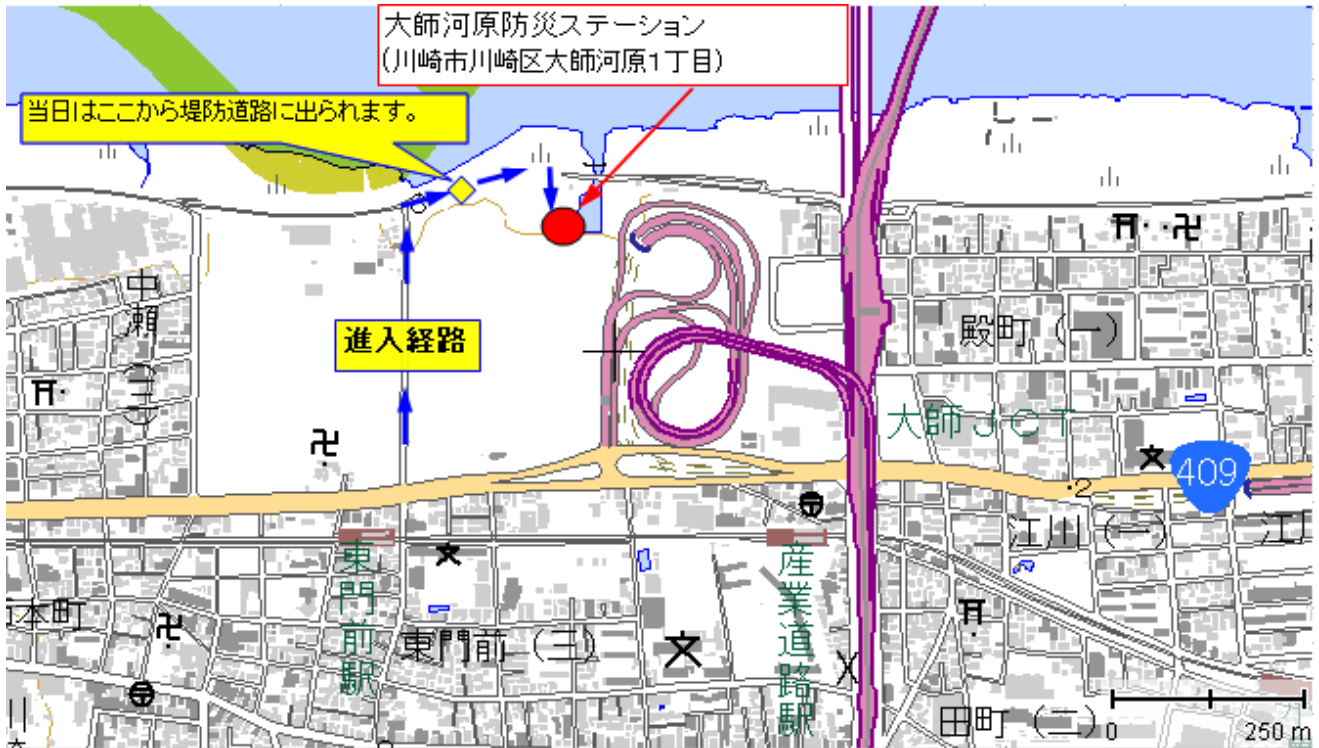 大師河原防災ステーション
(川崎市川崎区大師河原1丁目)
当日はここから堤防道路に出られます。
進入経路
中瀬(三)
殿町(一)
大師JCT
409
・2
江川(一)
東門前駅
東門前(三)
産業道路駅
本町
田町(二)
0
250 m